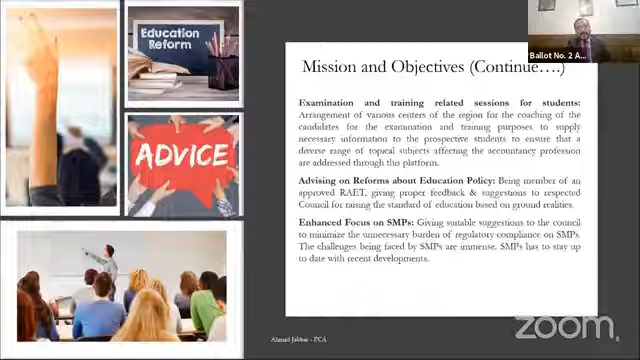 Education
Reform
ADVICE
Ballot No. 2 A...
Mission and Objectives (Continue….)
Examination and training related sessions for students:
Arrangement of various centers of the region for the coaching of
the candidates for the examination and training purposes to supply
necessary information to the prospective students to ensure that a
diverse range of topical subjects affecting the accountancy profession
are addressed through this platform.
Advising on Reforms about Education Policy: Being member of an
approved RAET, giving proper feedback & suggestions to respected
Council for raising the standard of education based on ground realities.
Enhanced Focus on SMPs: Giving suitable suggestions to the council
to minimize the unnecessary burden of regulatory compliance on SMPs.
The challenges being faced by SMPs are immense. SMPs has to stay up
to date with recent developments.
Ahmad Jabbar - FCA
zoom